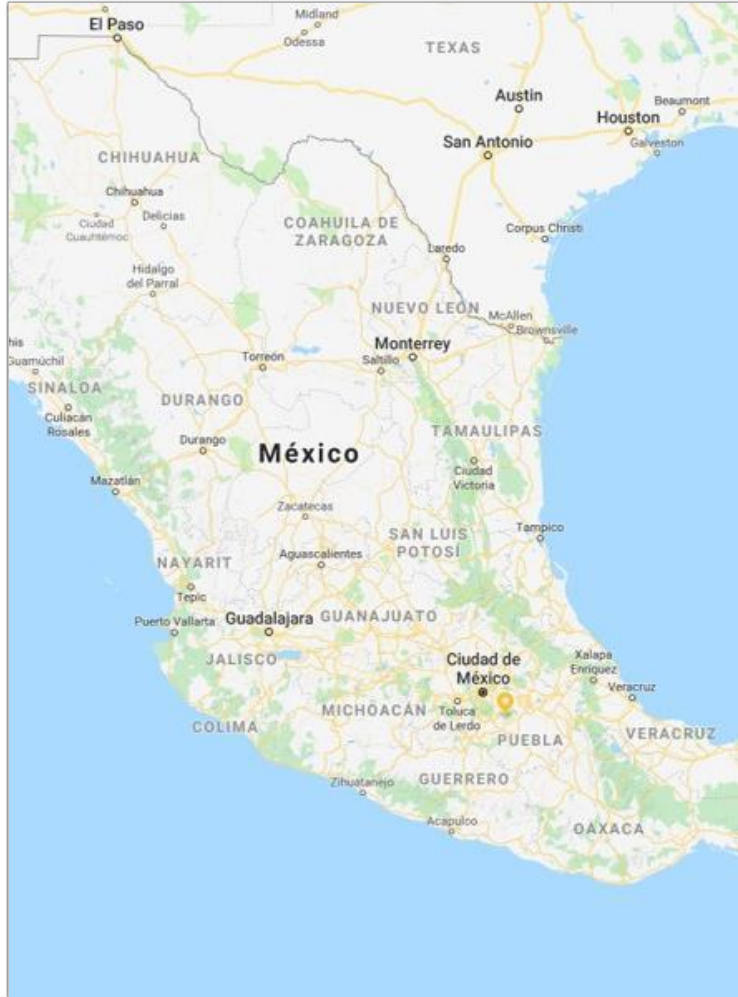 Midland
El Paso
Odessa
TEXAS
Austin
Beaumont
Houston
San Antonio
Galveston
CHIHUAHUA
Chihuahua
Delicias
Ciudad
Cuauhtémoc
COAHUILA DE
ZARAGOZA
Corpus Christi
Laredo
Hidalgo
del Parral
NUEVO LEÓN
McAllen
Brownsville
his
Guamúchil
Monterrey
Torreón
Saltillo
SINALOA
DURANGO
Culiacán
Rosales
TAMAULIPAS
Durango
México
Ciudad
Victoria
Mazatlán
Zacatecas
SAN LUIS
POTOSÍ
Tampico
Aguascalientes
NAYARIT
Tepic
Puerto Vallarta
Guadalajara
GUANAJUATO
JALISCO
Ciudad de
México
Xalapa
Enríquez
Veracruz
MICHOACÁN
Toluca
de Lerdo
COLIMA
PUEBLA
VERACRUZ
GUERRERO
Zihuatanejo
Acapulco
OAXACA